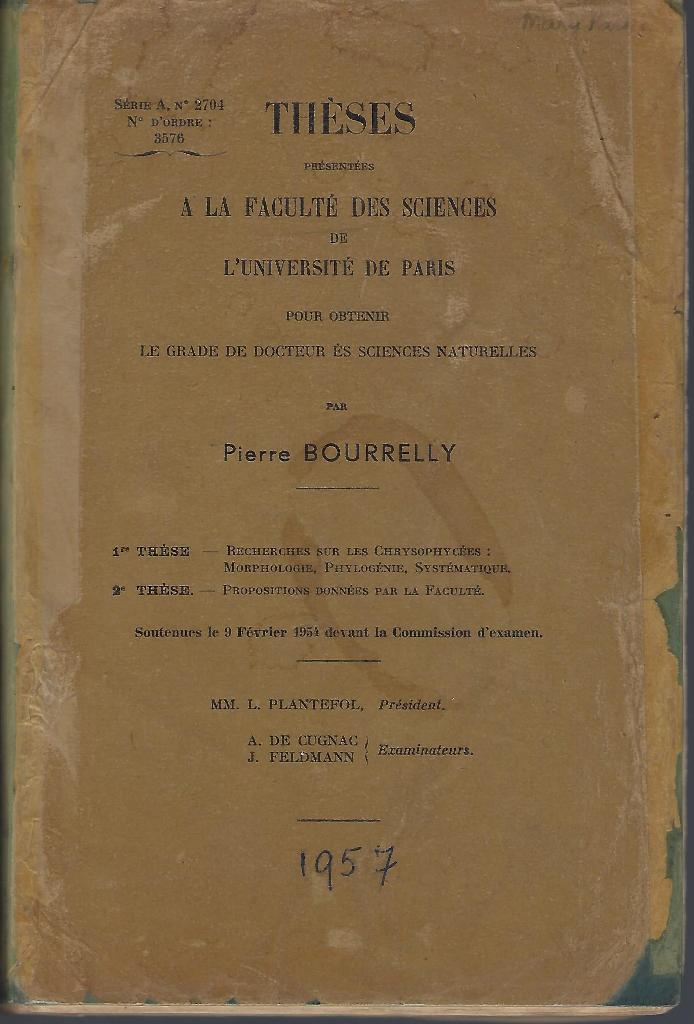 Mary
SÉRIE A, N° 2704
N° D'ORDRE :
3576
THÈSES
PRÉSENTÉES
A LA FACULTÉ DES SCIENCES
DE
L'UNIVERSITÉ DE PARIS
POUR OBTENIR
LE GRADE DE DOCTEUR ÈS SCIENCES NATURELLES
PAR
Pierre BOURRELLY
1re THÈSE — RECHERCHES SUR LES CHRYSOPHYCÉES :
MORPHOLOGIE, PHYLOGÉNIE, SYSTÉMATIQUE.
2e THÈSE. — PROPOSITIONS DONNÉES PAR LA FACULTÉ.
Soutenues le 9 Février 1954 devant la Commission d'examen.
MM. L. PLANTEFOL, Président.
A. DE CUGNAC
J. FELDMANN
Examinateurs.
1957